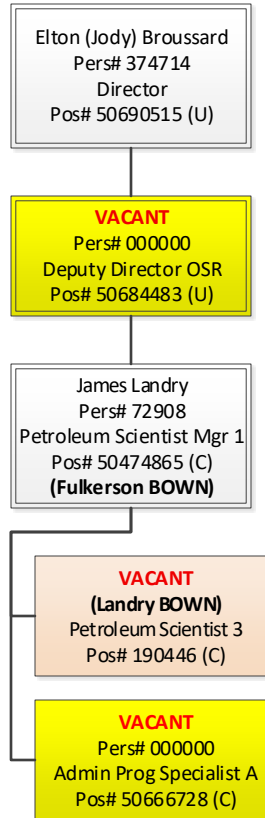 Elton (Jody) Broussard
Pers# 374714
Director
Pos# 50690515 (U)
VACANT
Pers# 000000
Deputy Director OSR
Pos# 50684483 (U)
James Landry
Pers# 72908
Petroleum Scientist Mgr 1
Pos# 50474865 (C)
(Fulkerson BOWN)
VACANT
(Landry BOWN)
Petroleum Scientist 3
Pos# 190446 (C)
VACANT
Pers# 000000
Admin Prog Specialist A
Pos# 50666728 (C)